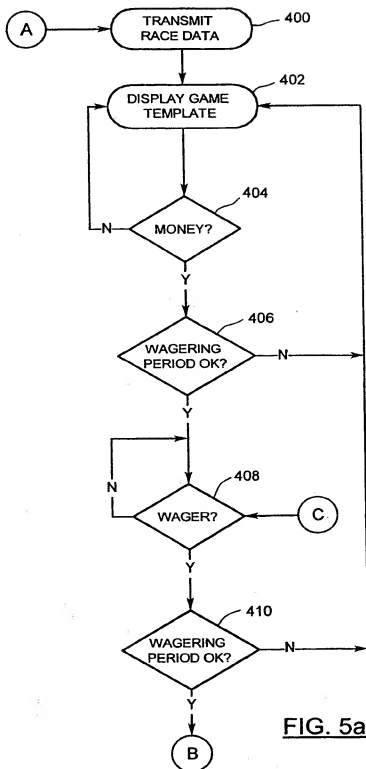 A
TRANSMIT
RACE DATA
400
DISPLAY GAME
TEMPLATE
402
404
MONEY?
N
Y
406
WAGERING
PERIOD OK?
N
Y
N
408
WAGER?
C
Y
410
WAGERING
PERIOD OK?
N
Y
B
FIG. 5a